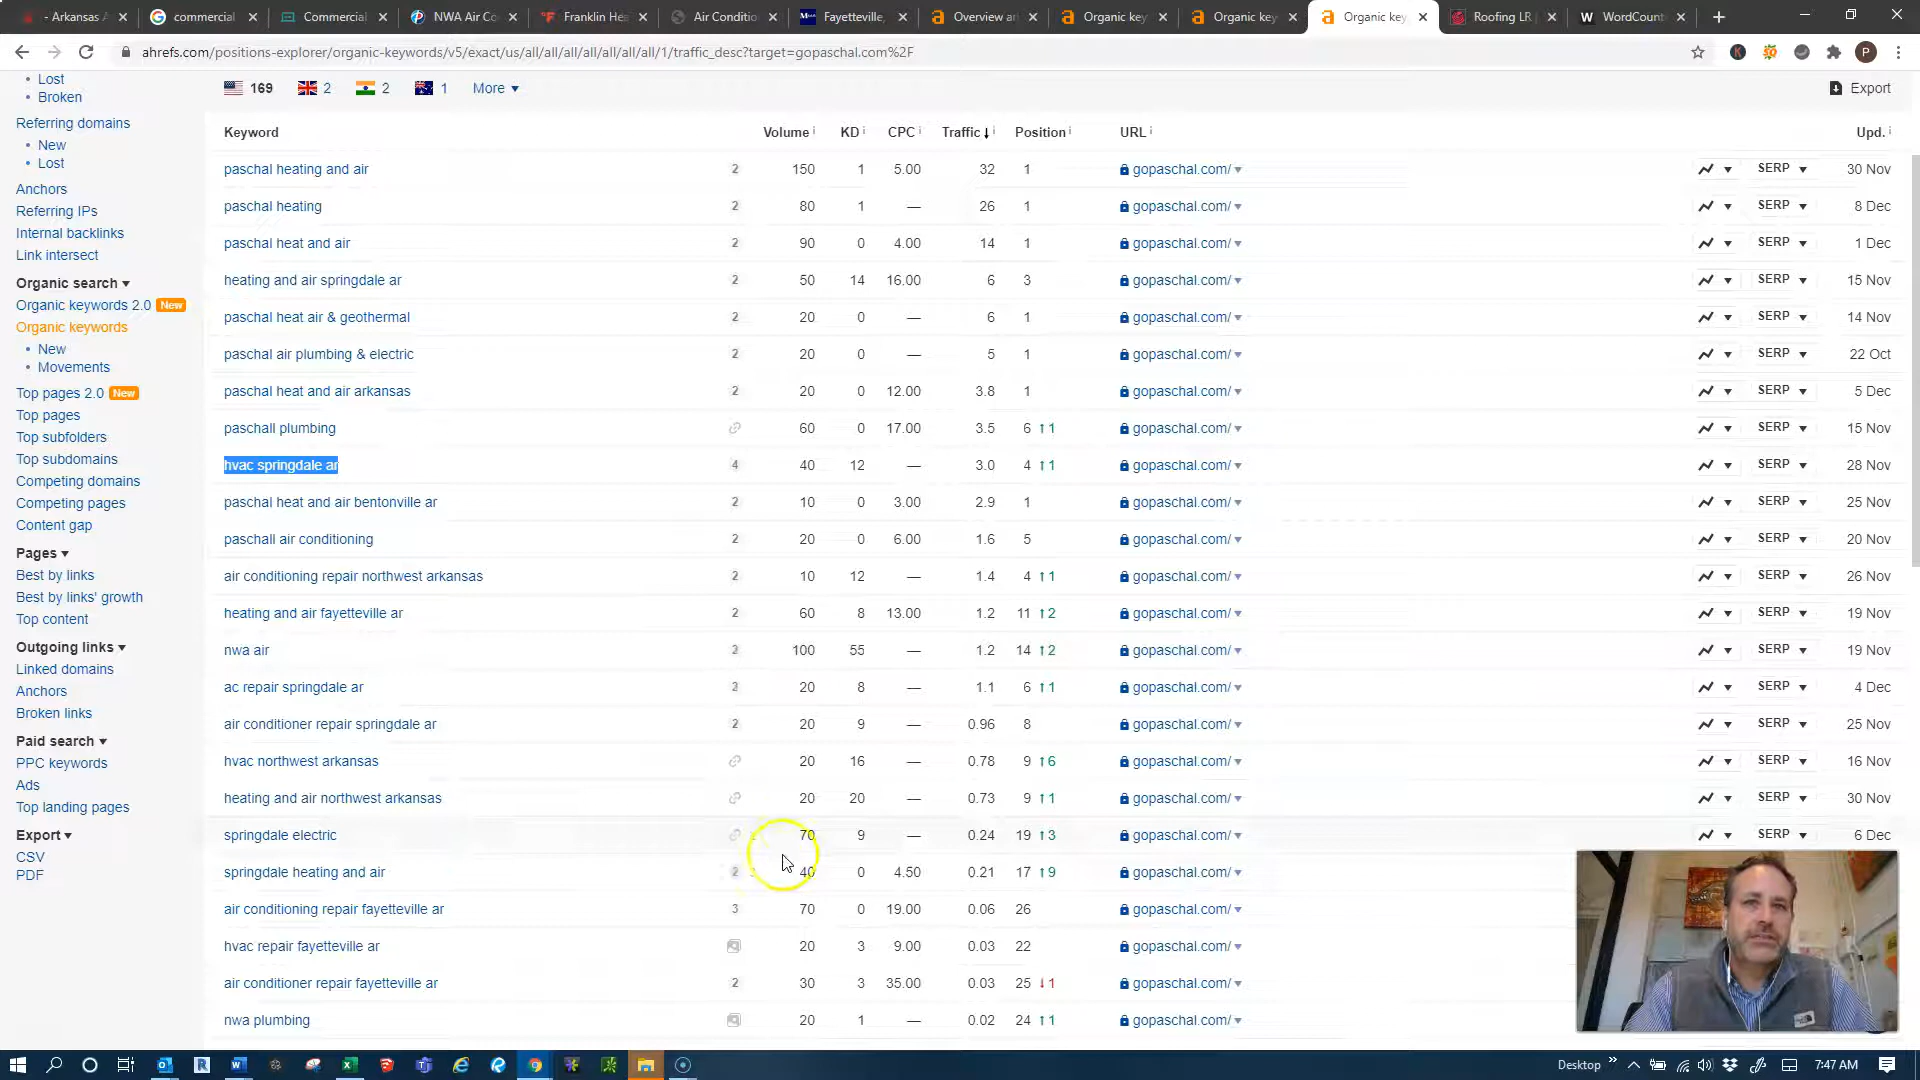 - Arkansas A
commercial
Commercial
NWA Air Co
Franklin Hea
Air Conditio
Fayetteville,
Overview an
Organic key
Organic key
Organic key
Roofing LR
WordCount
ahrefs.com/positions-explorer/organic-keywords/v5/exact/us/all/all/all/all/all/all/all/1/traffic_desc?target=gopaschal.com%2F
Lost
Broken
Referring domains
New
Lost
Anchors
Referring IPs
Internal backlinks
Link intersect
Organic search
Organic keywords 2.0 New
Organic keywords
New
Movements
Top pages 2.0 New
Top pages
Top subfolders
Top subdomains
Competing domains
Competing pages
Content gap
Pages
Best by links
Best by links' growth
Top content
Outgoing links
Linked domains
Anchors
Broken links
Paid search
PPC keywords
Ads
Top landing pages
Export
CSV
PDF
169 2 2 1 More Export
Keyword Volume KD CPC Traffic Position URL Upd.
paschal heating and air 2 150 1 5.00 32 1 gopaschal.com/ SERP 30 Nov
paschal heating 2 80 1 — 26 1 gopaschal.com/ SERP 8 Dec
paschal heat and air 2 90 0 4.00 14 1 gopaschal.com/ SERP 1 Dec
heating and air springdale ar 2 50 14 16.00 6 3 gopaschal.com/ SERP 15 Nov
paschal heat air & geothermal 2 20 0 — 6 1 gopaschal.com/ SERP 14 Nov
paschal air plumbing & electric 2 20 0 — 5 1 gopaschal.com/ SERP 22 Oct
paschal heat and air arkansas 2 20 0 12.00 3.8 1 gopaschal.com/ SERP 5 Dec
paschall plumbing 60 0 17.00 3.5 6 ↑1 gopaschal.com/ SERP 15 Nov
hvac springdale ar 4 40 12 — 3.0 4 ↑1 gopaschal.com/ SERP 28 Nov
paschal heat and air bentonville ar 2 10 0 3.00 2.9 1 gopaschal.com/ SERP 25 Nov
paschall air conditioning 2 20 0 6.00 1.6 5 gopaschal.com/ SERP 20 Nov
air conditioning repair northwest arkansas 2 10 12 — 1.4 4 ↑1 gopaschal.com/ SERP 26 Nov
heating and air fayetteville ar 2 60 8 13.00 1.2 11 ↑2 gopaschal.com/ SERP 19 Nov
nwa air 2 100 55 — 1.2 14 ↑2 gopaschal.com/ SERP 19 Nov
ac repair springdale ar 2 20 8 — 1.1 6 ↑1 gopaschal.com/ SERP 4 Dec
air conditioner repair springdale ar 2 20 9 — 0.96 8 gopaschal.com/ SERP 25 Nov
hvac northwest arkansas 20 16 — 0.78 9 ↑6 gopaschal.com/ SERP 16 Nov
heating and air northwest arkansas 20 20 — 0.73 9 ↑1 gopaschal.com/ SERP 30 Nov
springdale electric 70 9 — 0.24 19 ↑3 gopaschal.com/ SERP 6 Dec
springdale heating and air 2 40 0 4.50 0.21 17 ↑9 gopaschal.com/
air conditioning repair fayetteville ar 3 70 0 19.00 0.06 26 gopaschal.com/
hvac repair fayetteville ar 20 3 9.00 0.03 22 gopaschal.com/
air conditioner repair fayetteville ar 2 30 3 35.00 0.03 25 ↓1 gopaschal.com/
nwa plumbing 20 1 — 0.02 24 ↑1 gopaschal.com/
Desktop 7:47 AM